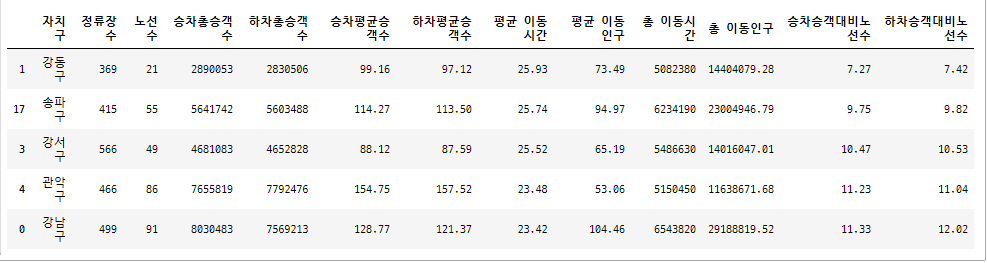 자치구 정류장수 노선수 승차총승객수 하차총승객수 승차평균승객수 하차평균승객수 평균 이동시간 평균 이동인구 총 이동시간 총 이동인구 승차승객대비노선수 하차승객대비노선수
1 강동구 369 21 2890053 2830506 99.16 97.12 25.93 73.49 5082380 14404079.28 7.27 7.42
17 송파구 415 55 5641742 5603488 114.27 113.50 25.74 94.97 6234190 23004946.79 9.75 9.82
3 강서구 566 49 4681083 4652828 88.12 87.59 25.52 65.19 5486630 14016047.01 10.47 10.53
4 관악구 466 86 7655819 7792476 154.75 157.52 23.48 53.06 5150450 11638671.68 11.23 11.04
0 강남구 499 91 8030483 7569213 128.77 121.37 23.42 104.46 6543820 29188819.52 11.33 12.02